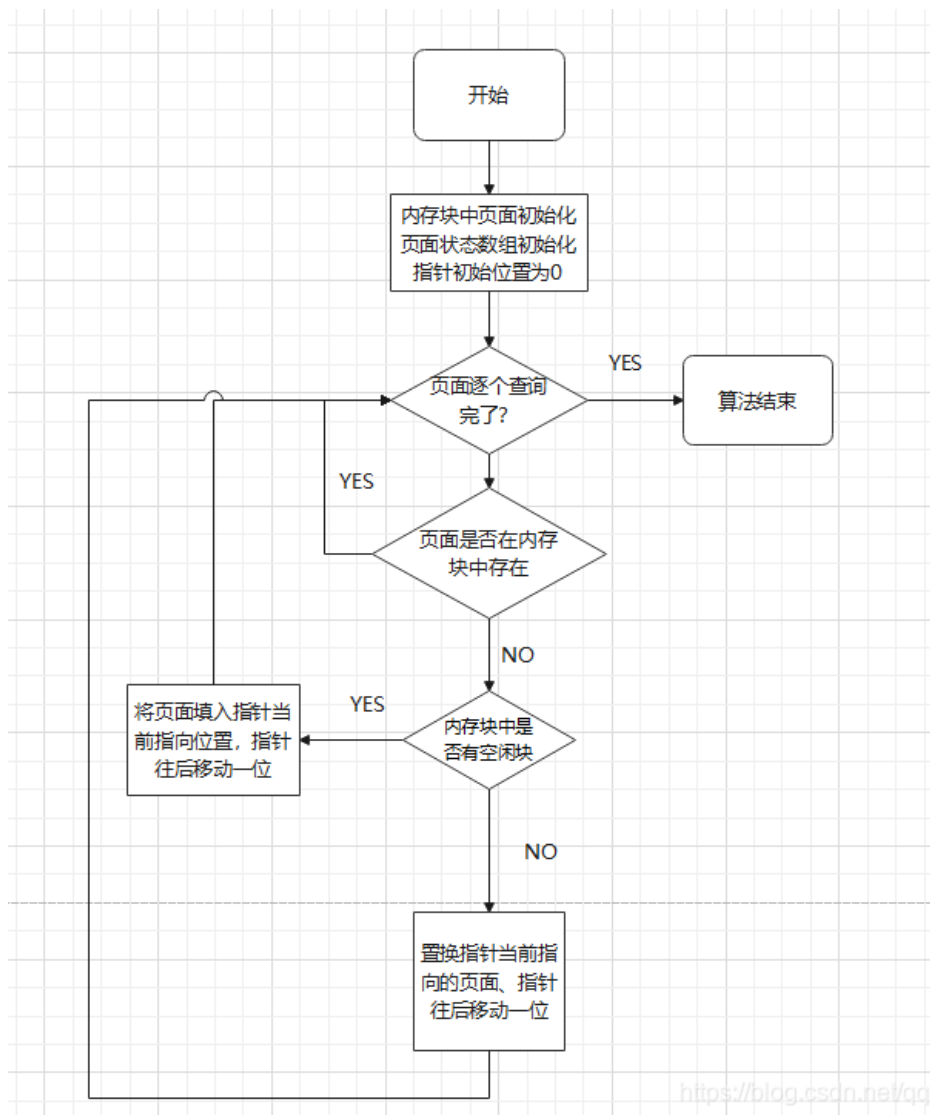 开始
内存块中页面初始化
页面状态数组初始化
指针初始位置为0
页面逐个查询
完了?
YES
算法结束
YES
页面是否在内存
块中存在
NO
将页面填入指针当
前指向位置，指针
往后移动一位
YES
内存块中是
否有空闲块
NO
置换指针当前指
向的页面、指针
往后移动一位
https://blog.csdn.net/qq